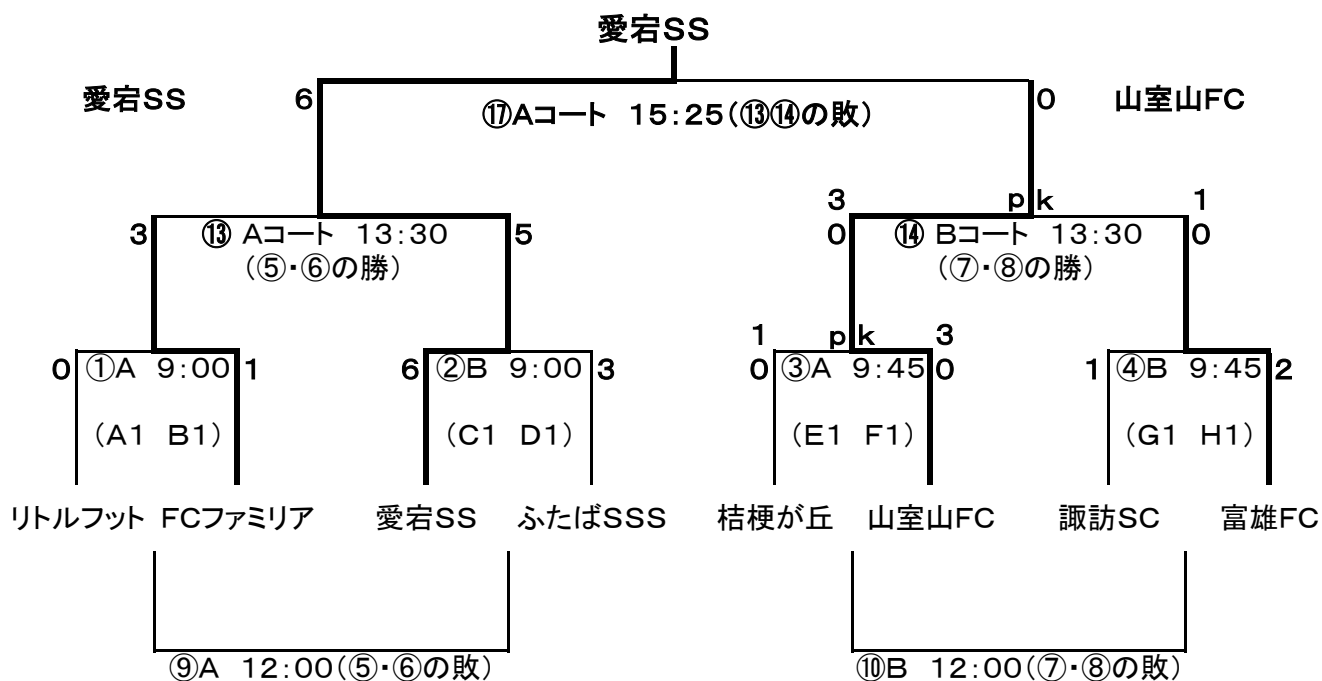 愛宕SS
愛宕SS 6 0 山室山FC
⑰Aコート 15:25(⑬⑭の敗)
3 pk 1
3 ⑬ Aコート 13:30 5 0 ⑭ Bコート 13:30 0
(⑤・⑥の勝) (⑦・⑧の勝)
1 pk 3
0 ①A 9:00 1 6 ②B 9:00 3 0 ③A 9:45 0 1 ④B 9:45 2
(A1 B1) (C1 D1) (E1 F1) (G1 H1)
リトルフット FCファミリア 愛宕SS ふたばSSS 桔梗が丘 山室山FC 諏訪SC 富雄FC
⑨A 12:00(⑤・⑥の敗) ⑩B 12:00(⑦・⑧の敗)